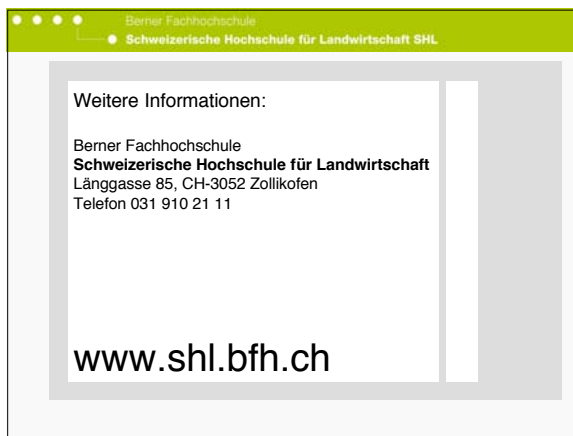 Berner Fachhochschule
Schweizerische Hochschule für Landwirtschaft SHL
Weitere Informationen:
Berner Fachhochschule
Schweizerische Hochschule für Landwirtschaft
Länggasse 85, CH-3052 Zollikofen
Telefon 031 910 21 11
www.shl.bfh.ch